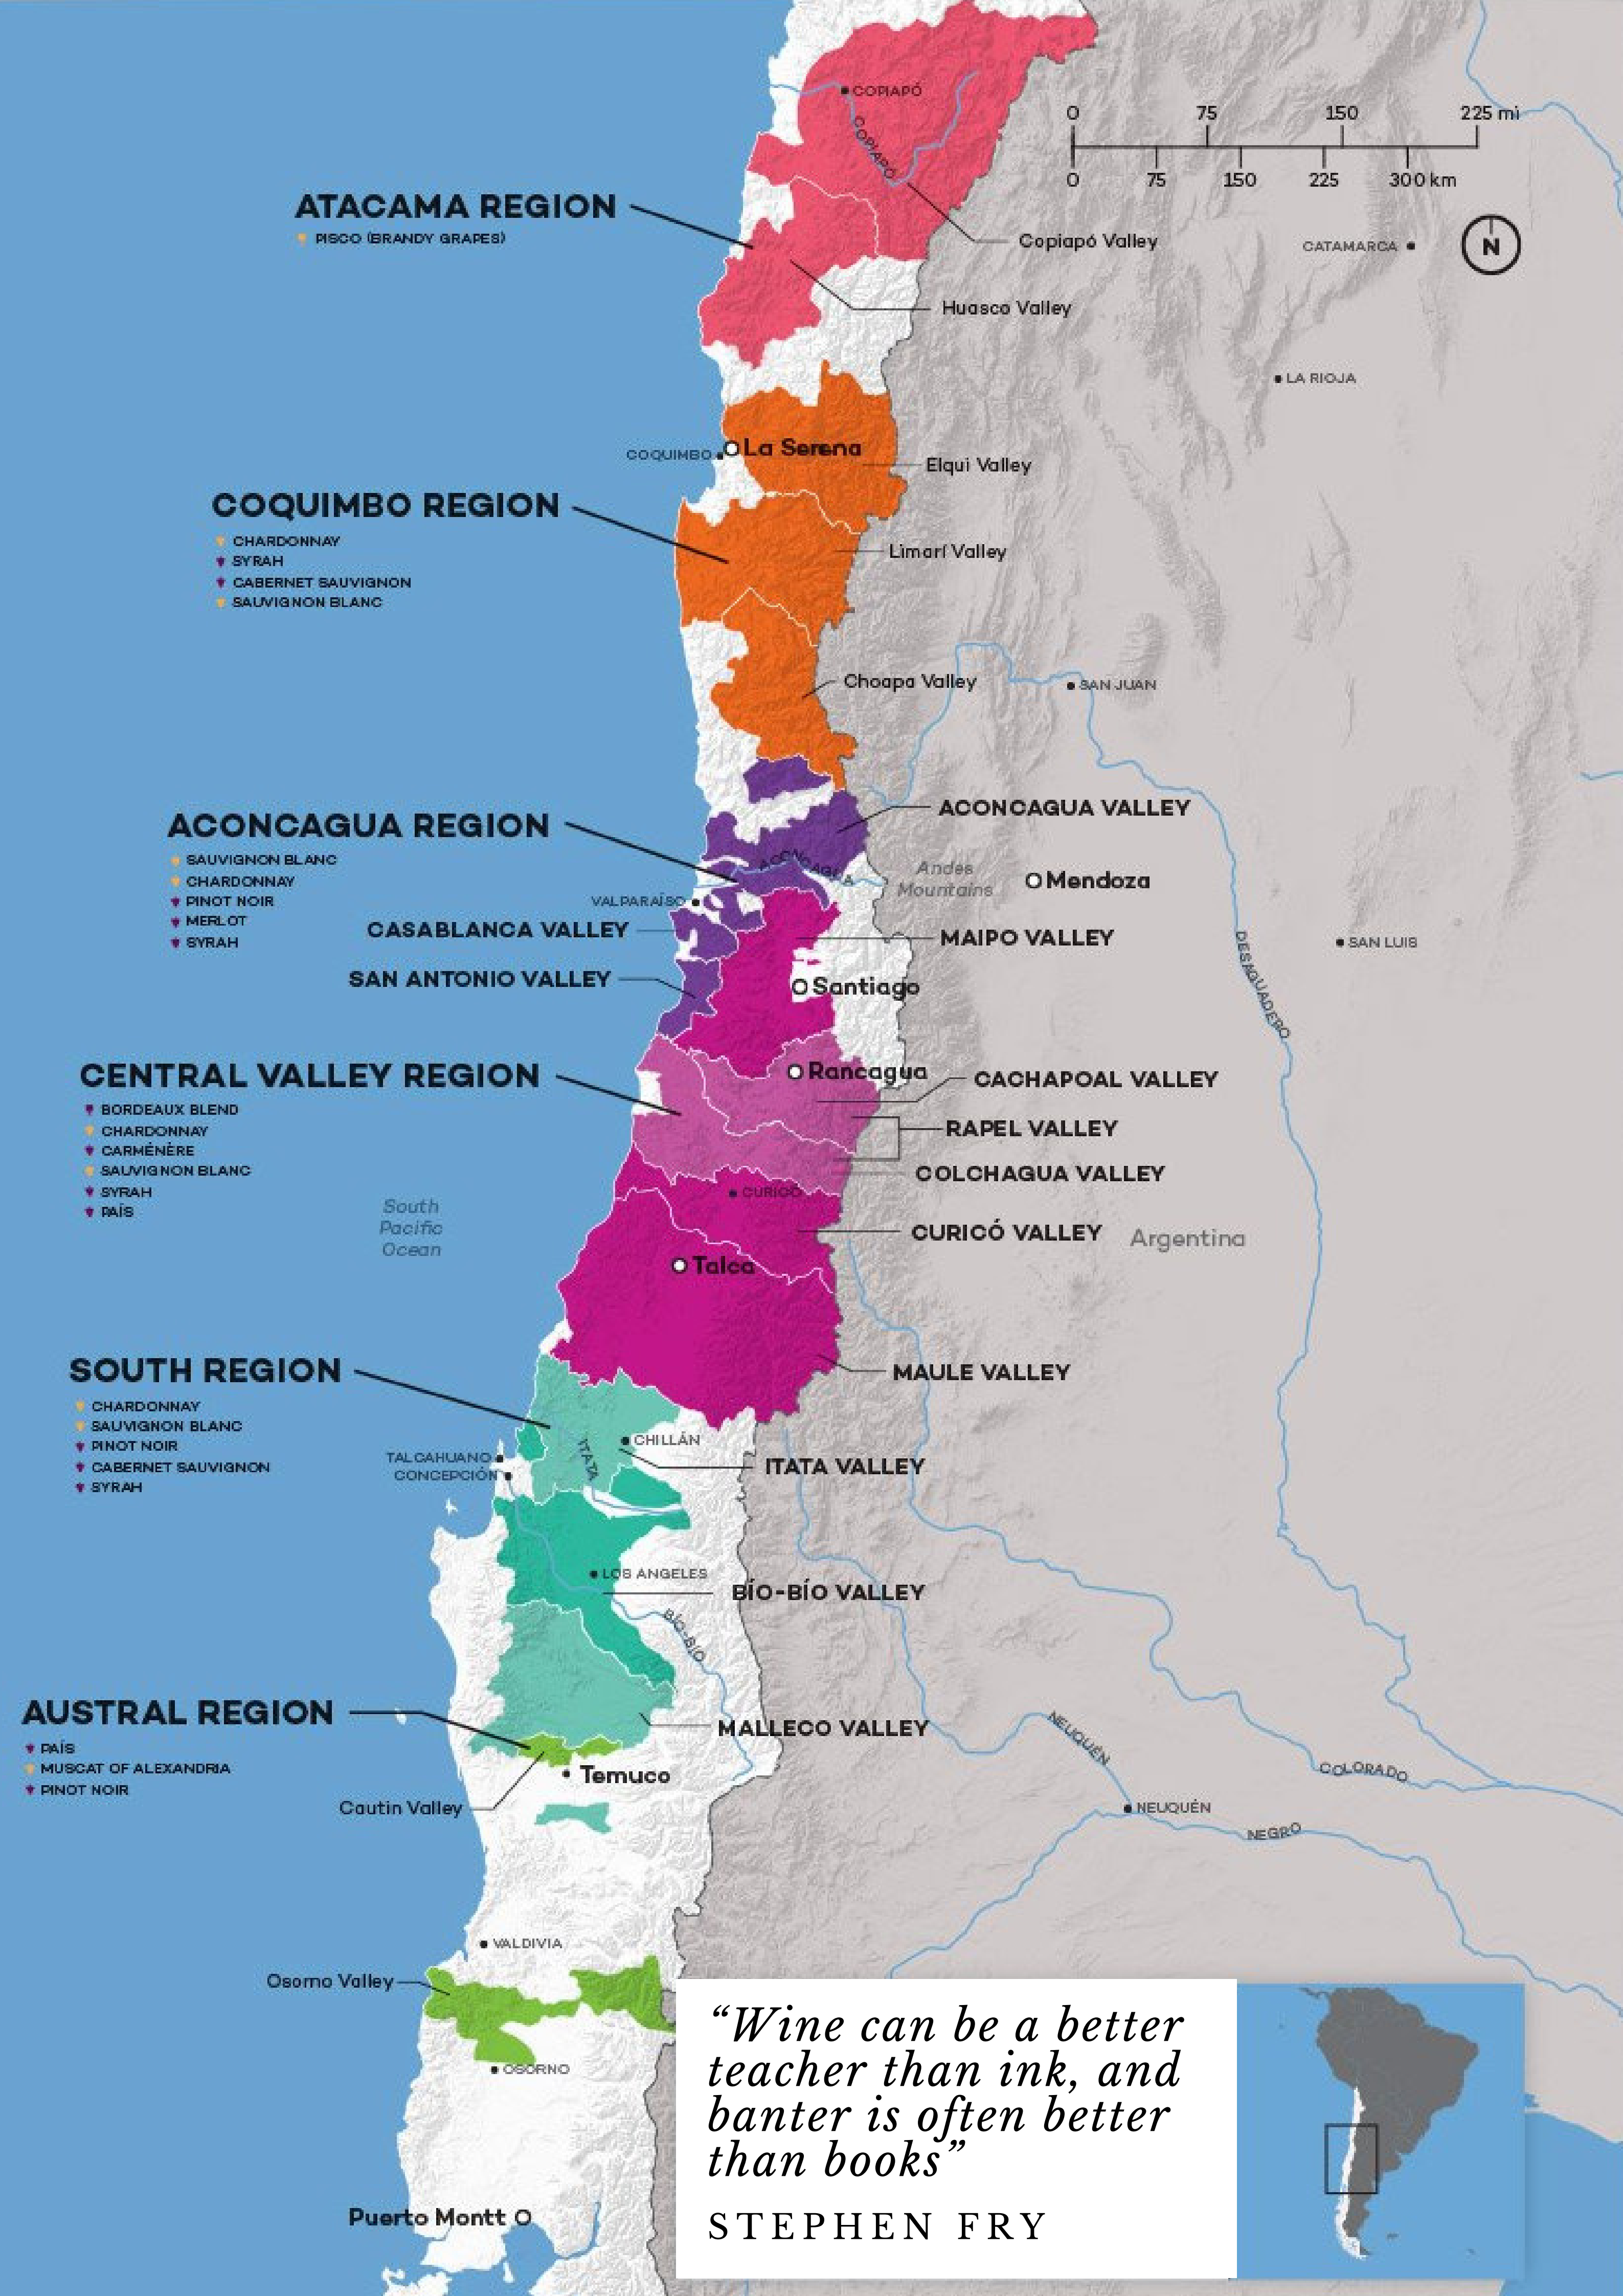 COPIAPÓ
COPIAPÓ
0 75 150 225 mi
0 75 150 225 300 km
ATACAMA REGION
PISCO (BRANDY GRAPES)
Copiapó Valley
CATAMARCA
N
Huasco Valley
LA RIOJA
COQUIMBO
La Serena
Elqui Valley
COQUIMBO REGION
CHARDONNAY
SYRAH
CABERNET SAUVIGNON
SAUVIGNON BLANC
Limarí Valley
Choapa Valley
SAN JUAN
ACONCAGUA VALLEY
ACONCAGUA REGION
SAUVIGNON BLANC
CHARDONNAY
PINOT NOIR
MERLOT
SYRAH
ACONCAGUA
Andes
Mountains
Mendoza
VALPARAÍSO
CASABLANCA VALLEY
MAIPO VALLEY
SAN LUIS
DESAGUADERO
SAN ANTONIO VALLEY
Santiago
CENTRAL VALLEY REGION
BORDEAUX BLEND
CHARDONNAY
CARMÉNÈRE
SAUVIGNON BLANC
SYRAH
PAÍS
Rancagua
CACHAPOAL VALLEY
RAPEL VALLEY
COLCHAGUA VALLEY
CURICÓ
South
Pacific
Ocean
CURICÓ VALLEY
Argentina
Talca
SOUTH REGION
CHARDONNAY
SAUVIGNON BLANC
PINOT NOIR
CABERNET SAUVIGNON
SYRAH
MAULE VALLEY
CHILLÁN
ITATA
TALCAHUANO
CONCEPCIÓN
ITATA VALLEY
LOS ANGELES
BÍO-BÍO VALLEY
BÍO-BÍO
AUSTRAL REGION
PAÍS
MUSCAT OF ALEXANDRIA
PINOT NOIR
MALLECO VALLEY
NEUQUÉN
COLORADO
Temuco
Cautin Valley
NEUQUÉN
NEGRO
VALDIVIA
Osorno Valley
OSORNO
“Wine can be a better
teacher than ink, and
banter is often better
than books”
STEPHEN FRY
Puerto Montt